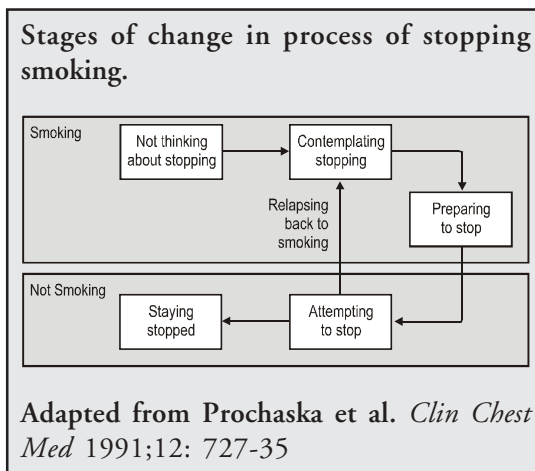 Stages of change in process of stopping
smoking.
Smoking
Not thinking
about stopping
Contemplating
stopping
Relapsing
back to
smoking
Preparing
to stop
Not Smoking
Staying
stopped
Attempting
to stop
Adapted from Prochaska et al. Clin Chest
Med 1991;12: 727-35